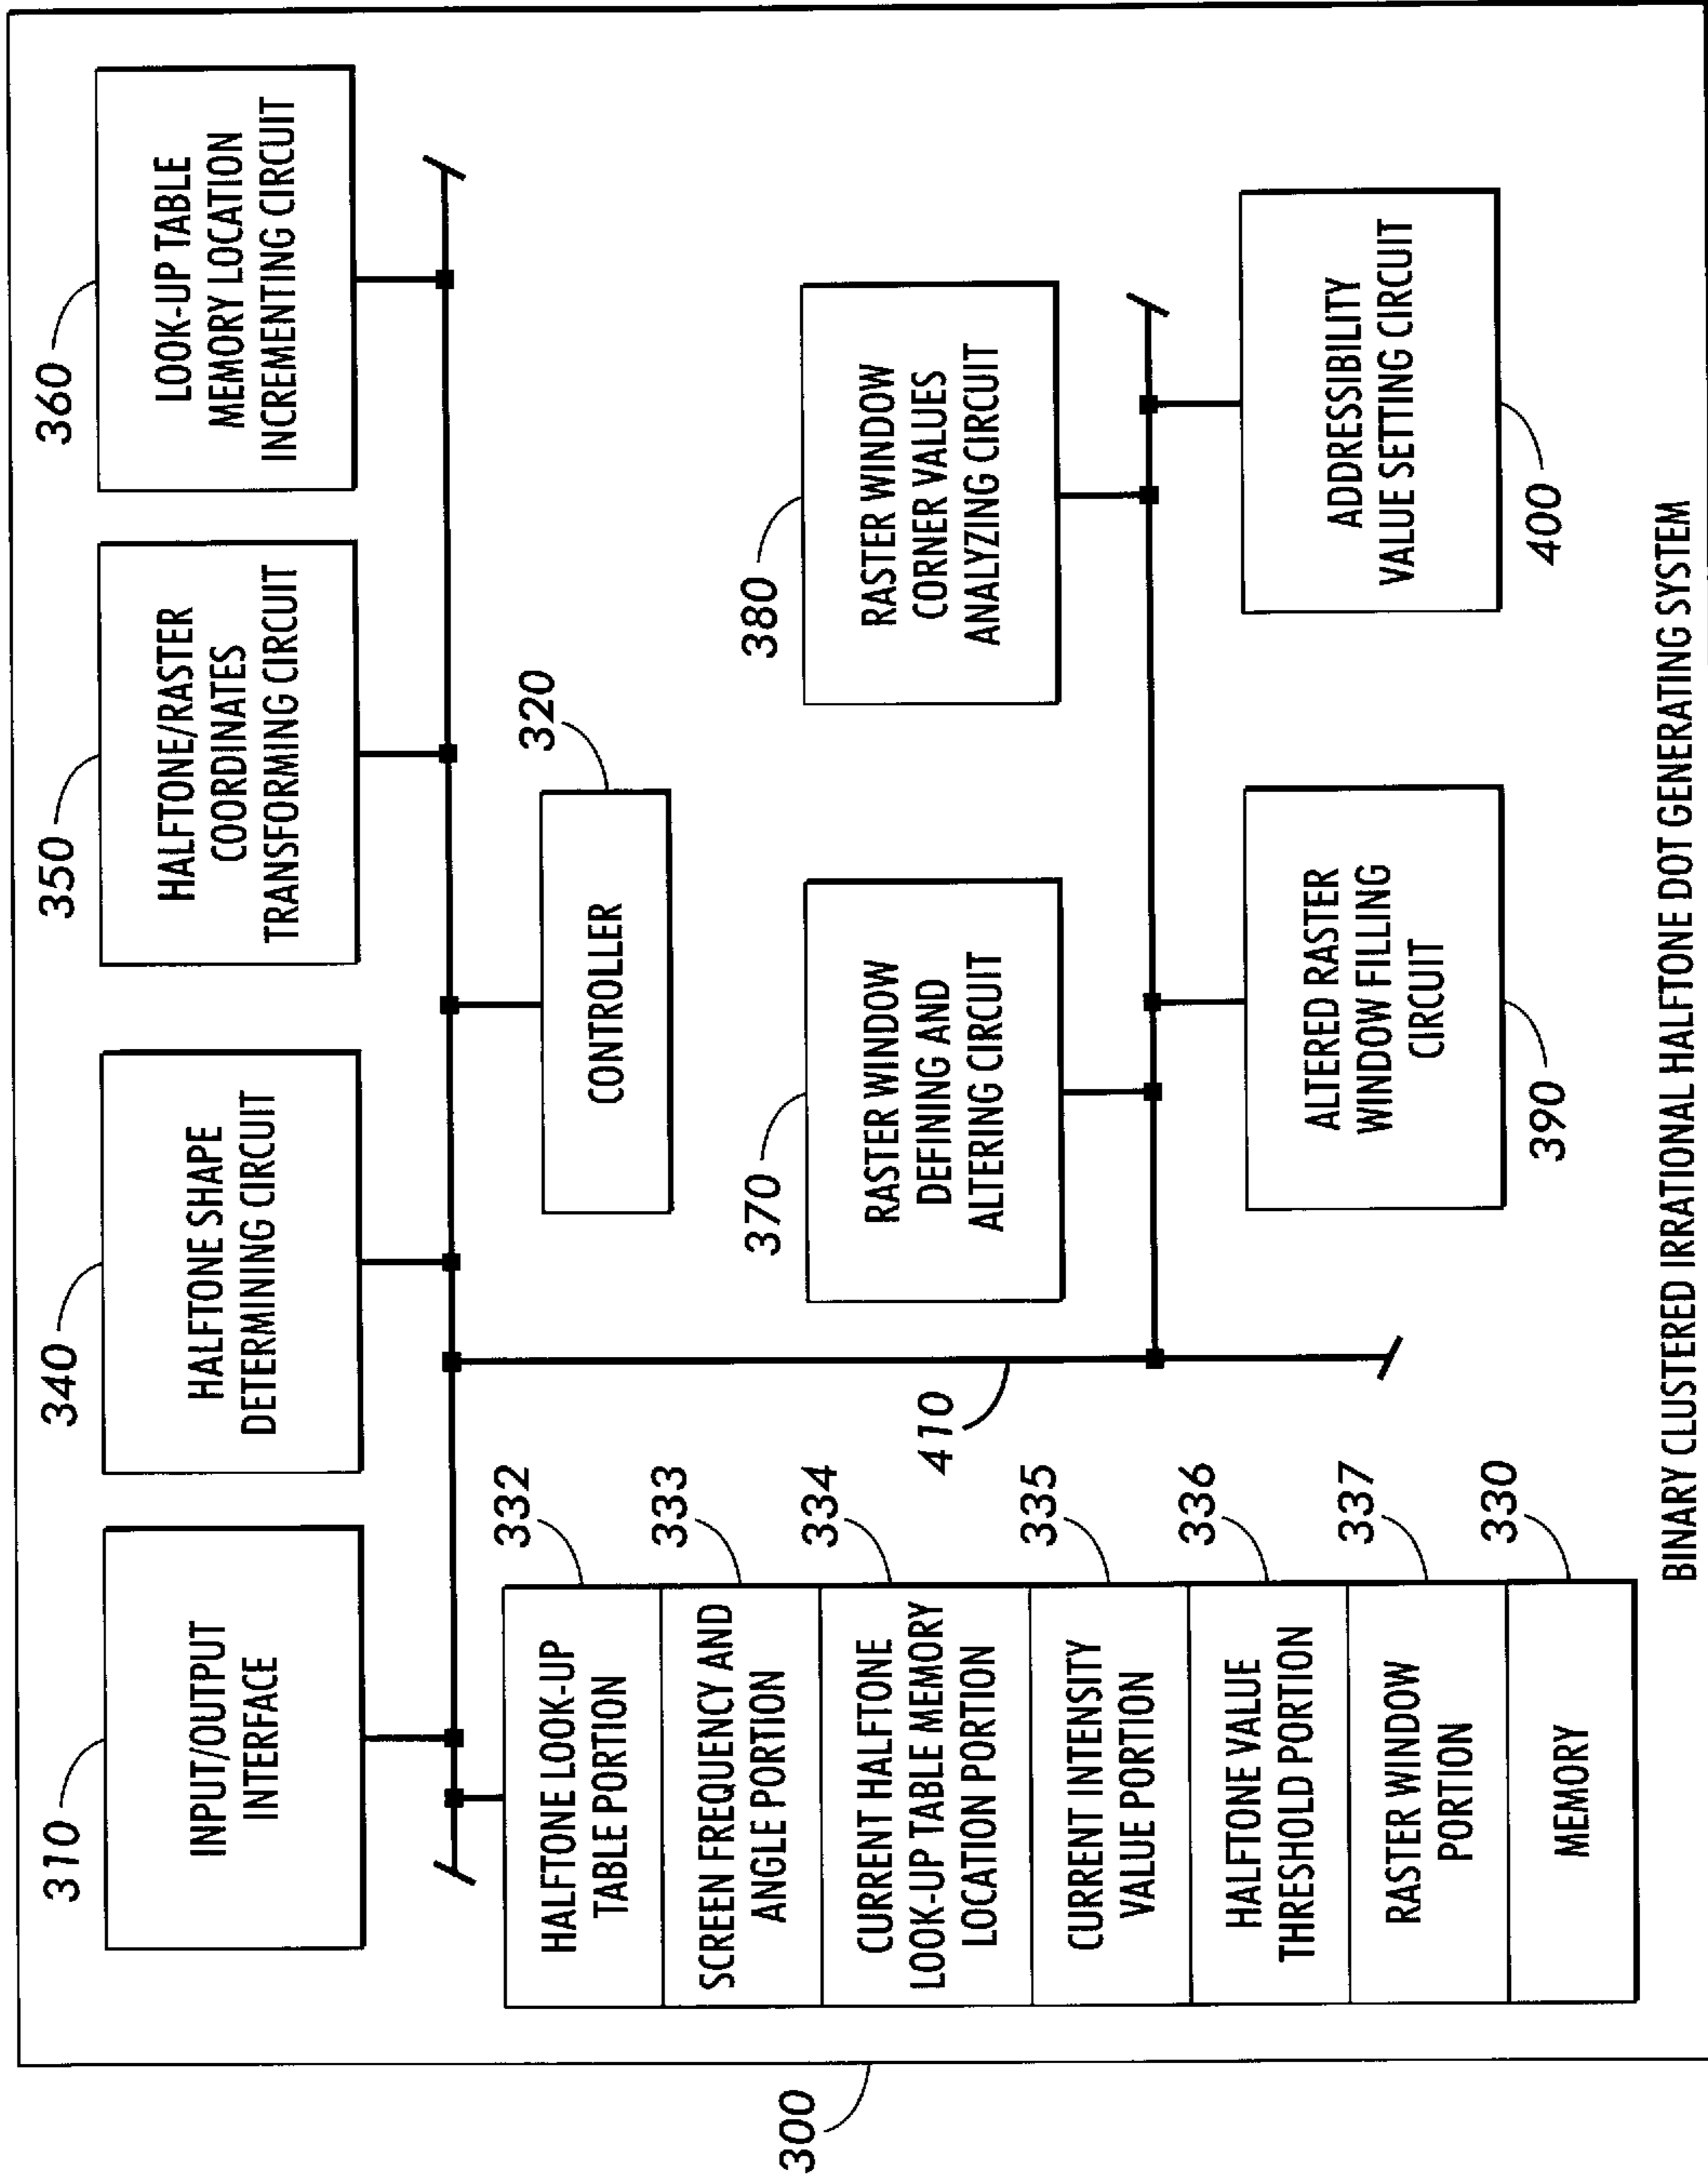 310
INPUT/OUTPUT
INTERFACE
340
HALFTONE SHAPE
DETERMINING CIRCUIT
350
HALFTONE/RASTER
COORDINATES
TRANSFORMING CIRCUIT
360
LOOK-UP TABLE
MEMORY LOCATION
INCREMENTING CIRCUIT
332
HALFTONE LOOK-UP
TABLE PORTION
333
SCREEN FREQUENCY AND
ANGLE PORTION
334
CURRENT HALFTONE
LOOK-UP TABLE MEMORY
LOCATION PORTION
335
CURRENT INTENSITY
VALUE PORTION
336
HALFTONE VALUE
THRESHOLD PORTION
337
RASTER WINDOW
PORTION
330
MEMORY
320
CONTROLLER
410
370
RASTER WINDOW
DEFINING AND
ALTERING CIRCUIT
380
RASTER WINDOW
CORNER VALUES
ANALYZING CIRCUIT
ALTERED RASTER
WINDOW FILLING
CIRCUIT
390
ADDRESSIBILITY
VALUE SETTING CIRCUIT
400
300
BINARY CLUSTERED IRRATIONAL HALFTONE DOT GENERATING SYSTEM